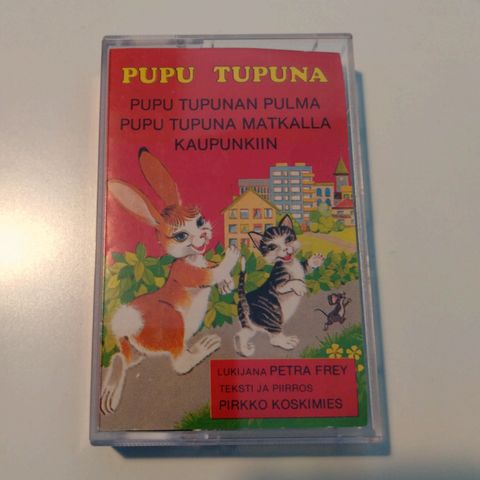 PUPU TUPUNA
PUPU TUPUNAN PULMA
PUPU TUPUNA MATKALLA
KAUPUNKIIN
LUKIJANA PETRA FREY
TEKSTI JA PIIRROS
PIRKKO KOSKIMIES